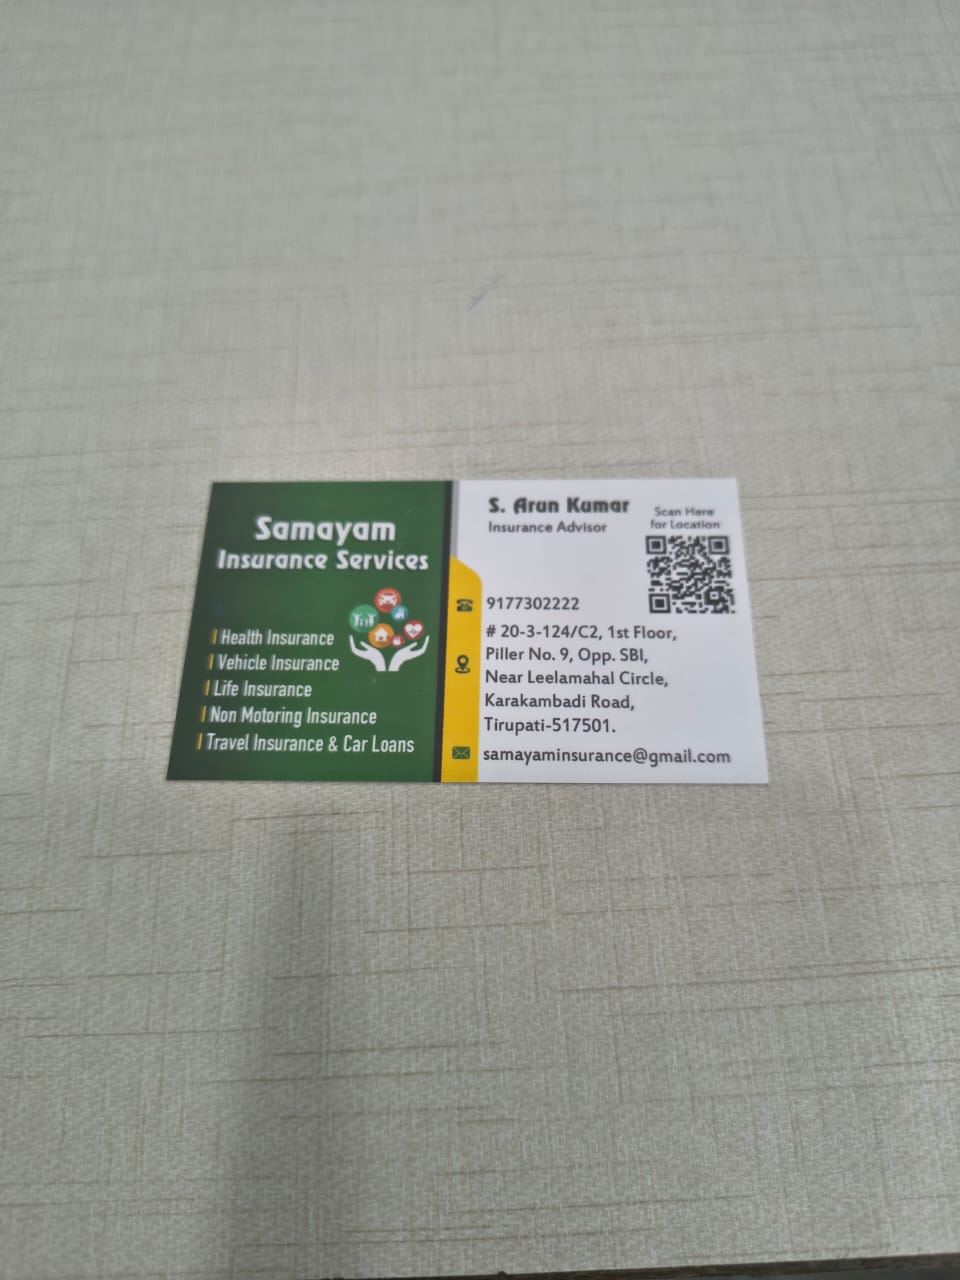 Samayam
Insurance Services
Health Insurance
Vehicle Insurance
Life Insurance
Non Motoring Insurance
Travel Insurance & Car Loans
S. Arun Kumar
Insurance Advisor
Scan Here
for Location
9177302222
# 20-3-124/C2, 1st Floor,
Piller No. 9, Opp. SBI,
Near Leelamahal Circle,
Karakambadi Road,
Tirupati-517501.
samayaminsurance@gmail.com